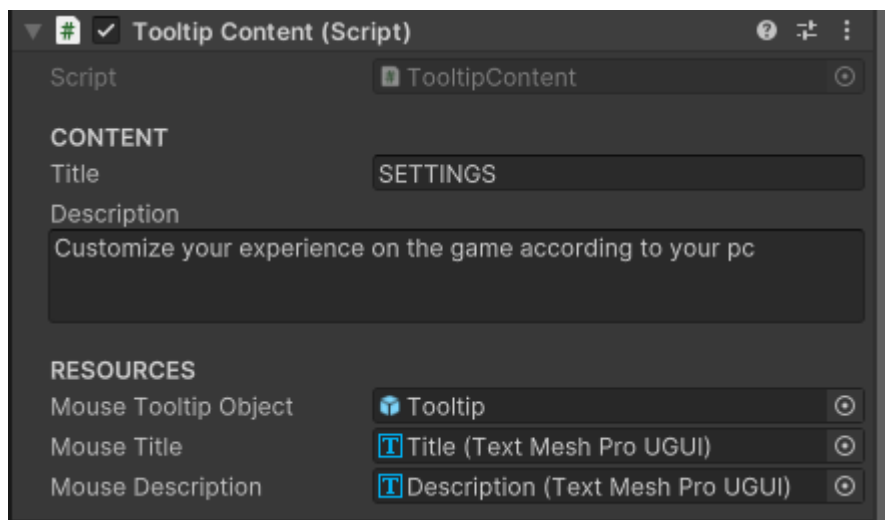 Tooltip Content (Script)
Script TooltipContent
CONTENT
Title SETTINGS
Description
Customize your experience on the game according to your pc
RESOURCES
Mouse Tooltip Object Tooltip
Mouse Title Title (Text Mesh Pro UGUI)
Mouse Description Description (Text Mesh Pro UGUI)